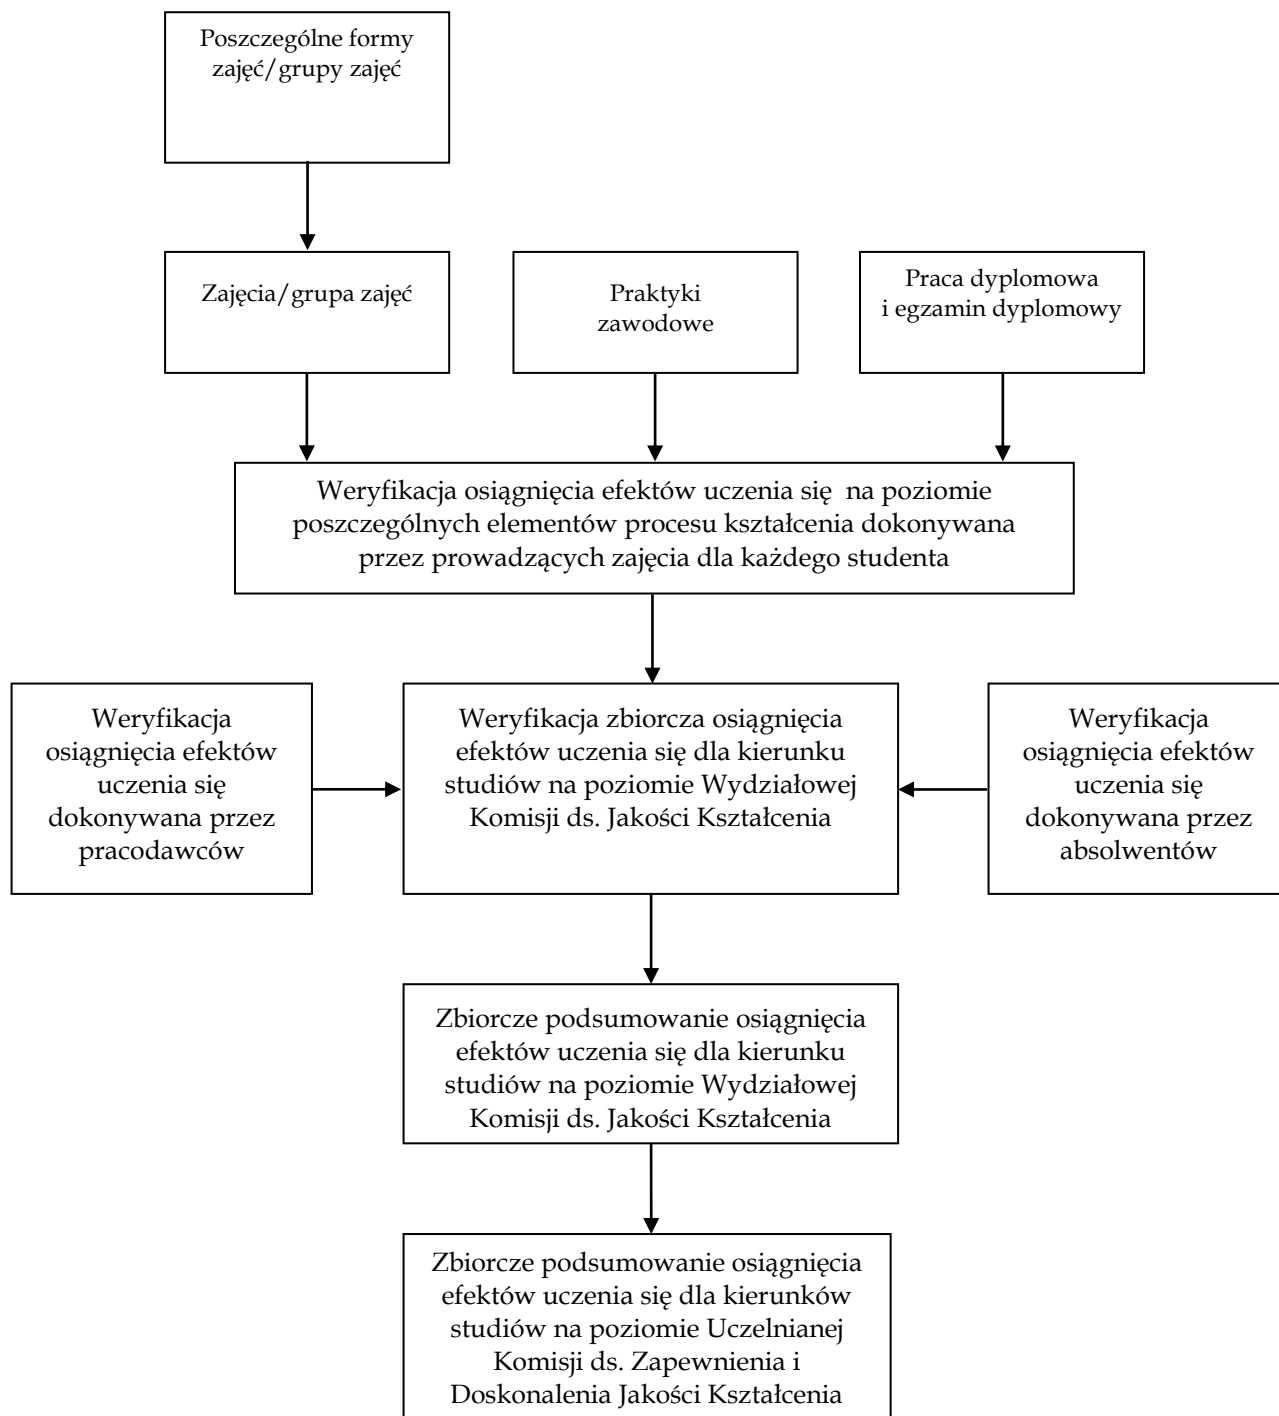 Poszczególne formy
zajęć/grupy zajęć
Zajęcia/grupa zajęć
Praktyki
zawodowe
Praca dyplomowa
i egzamin dyplomowy
Weryfikacja osiągnięcia efektów uczenia się na poziomie
poszczególnych elementów procesu kształcenia dokonywana
przez prowadzących zajęcia dla każdego studenta
Weryfikacja
osiągnięcia efektów
uczenia się
dokonywana przez
pracodawców
Weryfikacja zbiorcza osiągnięcia
efektów uczenia się dla kierunku
studiów na poziomie Wydziałowej
Komisji ds. Jakości Kształcenia
Weryfikacja
osiągnięcia efektów
uczenia się
dokonywana przez
absolwentów
Zbiorcze podsumowanie osiągnięcia
efektów uczenia się dla kierunku
studiów na poziomie Wydziałowej
Komisji ds. Jakości Kształcenia
Zbiorcze podsumowanie osiągnięcia
efektów uczenia się dla kierunków
studiów na poziomie Uczelnianej
Komisji ds. Zapewnienia i
Doskonalenia Jakości Kształcenia